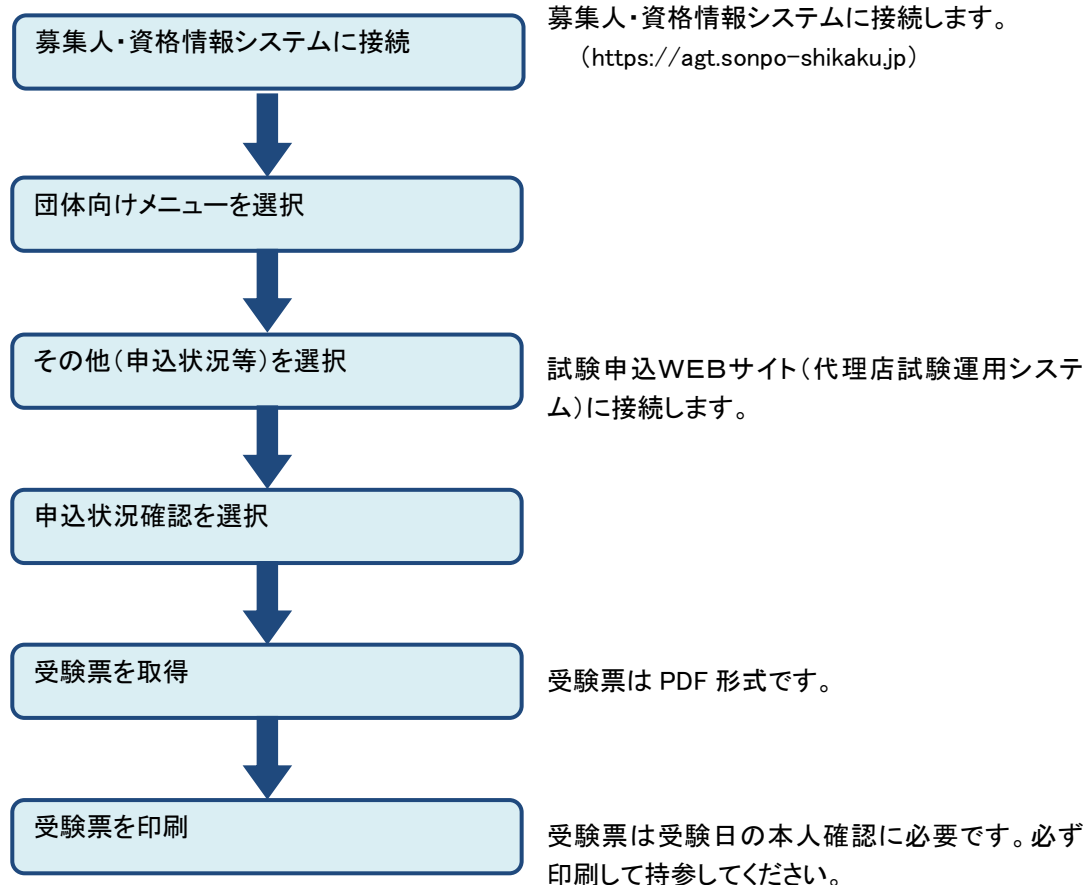 募集人・資格情報システムに接続
募集人・資格情報システムに接続します。
（https://agt.sonpo-shikaku.jp）
団体向けメニューを選択
その他（申込状況等）を選択
試験申込ＷＥＢサイト（代理店試験運用システ
ム）に接続します。
申込状況確認を選択
受験票を取得
受験票は PDF 形式です。
受験票を印刷
受験票は受験日の本人確認に必要です。必ず
印刷して持参してください。